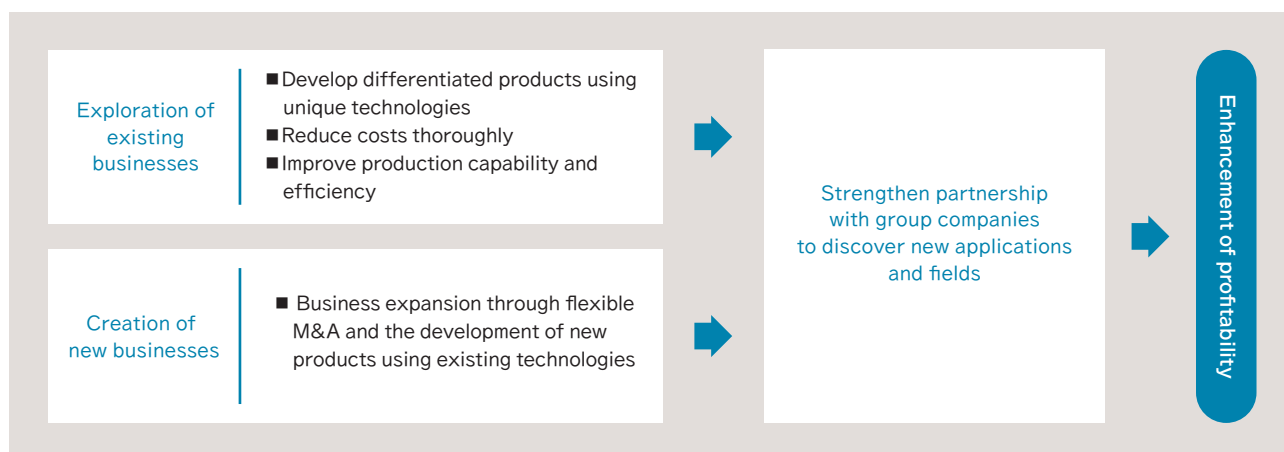 Exploration of
existing
businesses
■Develop differentiated products using
unique technologies
■Reduce costs thoroughly
■Improve production capability and
efficiency
Creation of
new businesses
■ Business expansion through flexible
M&A and the development of new
products using existing technologies
Strengthen partnership
with group companies
to discover new applications
and fields
Enhancement of profitability